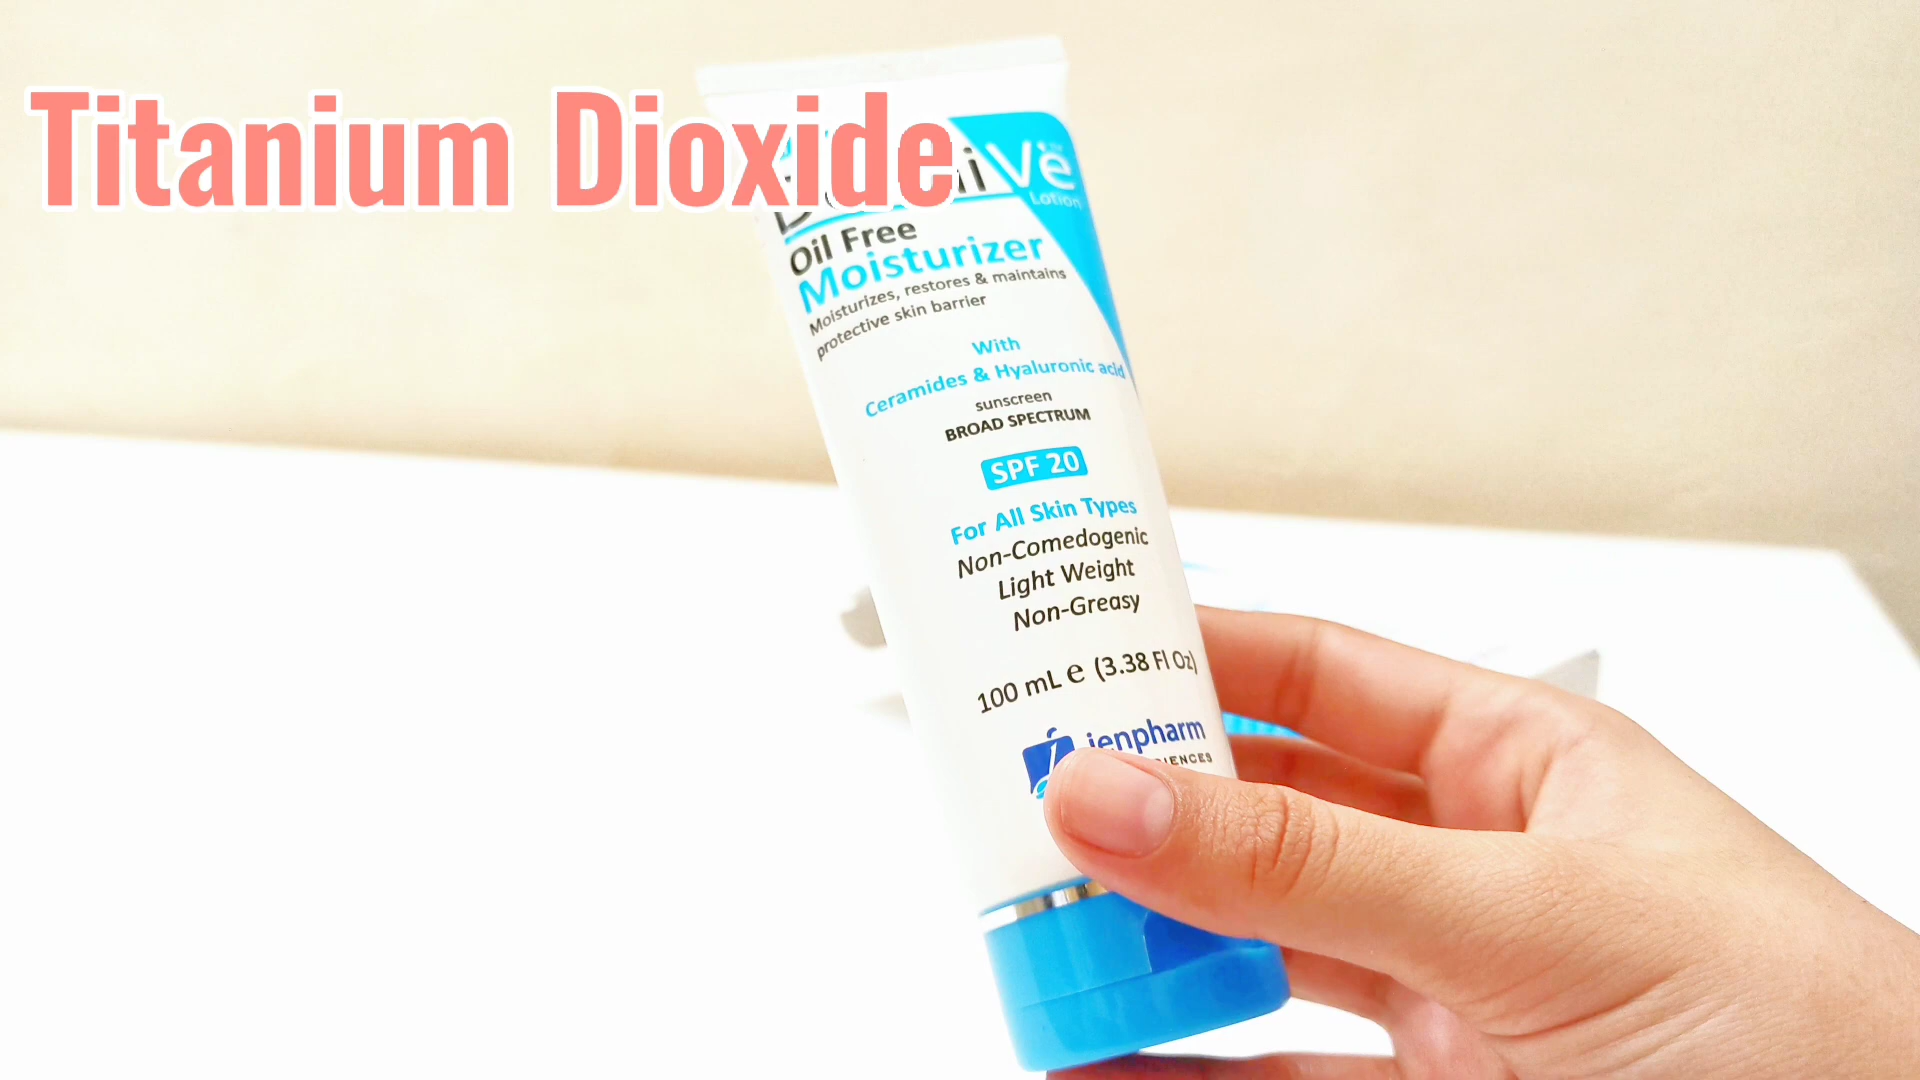 Titanium Dioxide
Vē
Lotion
Oil Free
Moisturizer
Moisturizes, restores & maintains
protective skin barrier
With
Ceramides & Hyaluronic acid
sunscreen
BROAD SPECTRUM
SPF 20
For All Skin Types
Non-Comedogenic
Light Weight
Non-Greasy
100 mL e (3.38 Fl Oz)
jenpharm